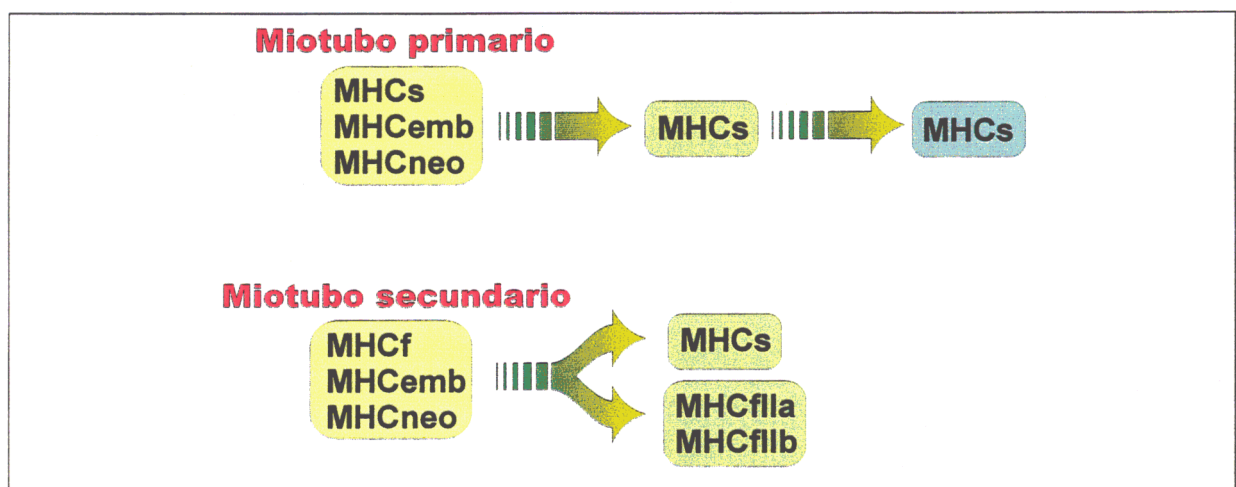 Miotubo primario
MHCs
MHCemb
MHCneo
MHCs
MHCs
Miotubo secundario
MHCf
MHCemb
MHCneo
MHCs
MHCfIIa
MHCfIIb